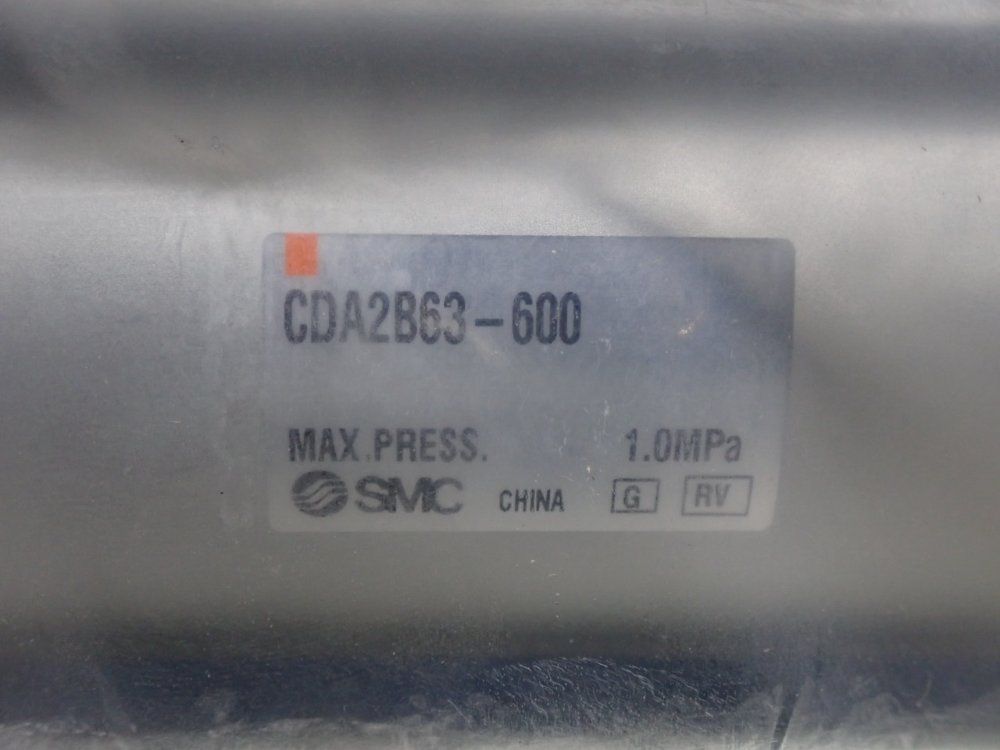 CDA2B63-600
MAX.PRESS. 1.0MPa
SMC CHINA G RV